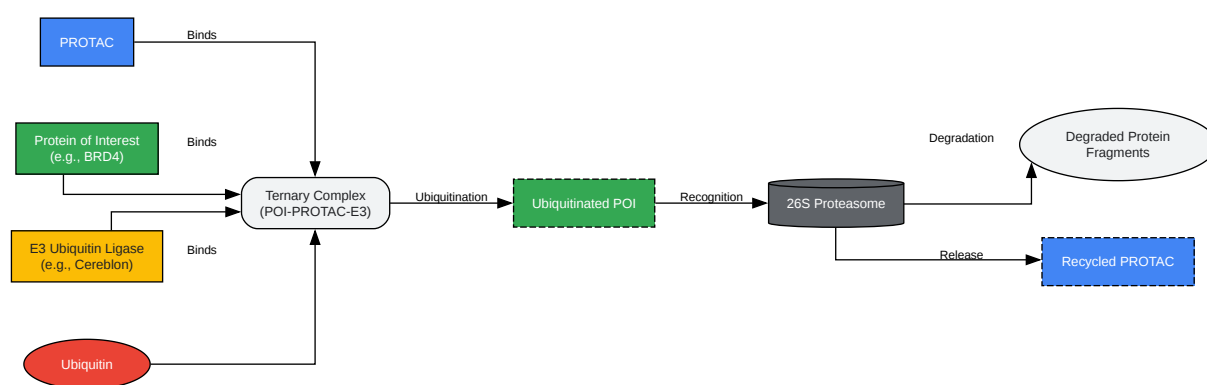 PROTAC
Binds
Protein of Interest
(e.g., BRD4)
Binds
E3 Ubiquitin Ligase
(e.g., Cereblon)
Binds
Ubiquitin
Ternary Complex
(POI-PROTAC-E3)
Ubiquitination
Ubiquitinated POI
Recognition
26S Proteasome
Degradation
Degraded Protein
Fragments
Release
Recycled PROTAC